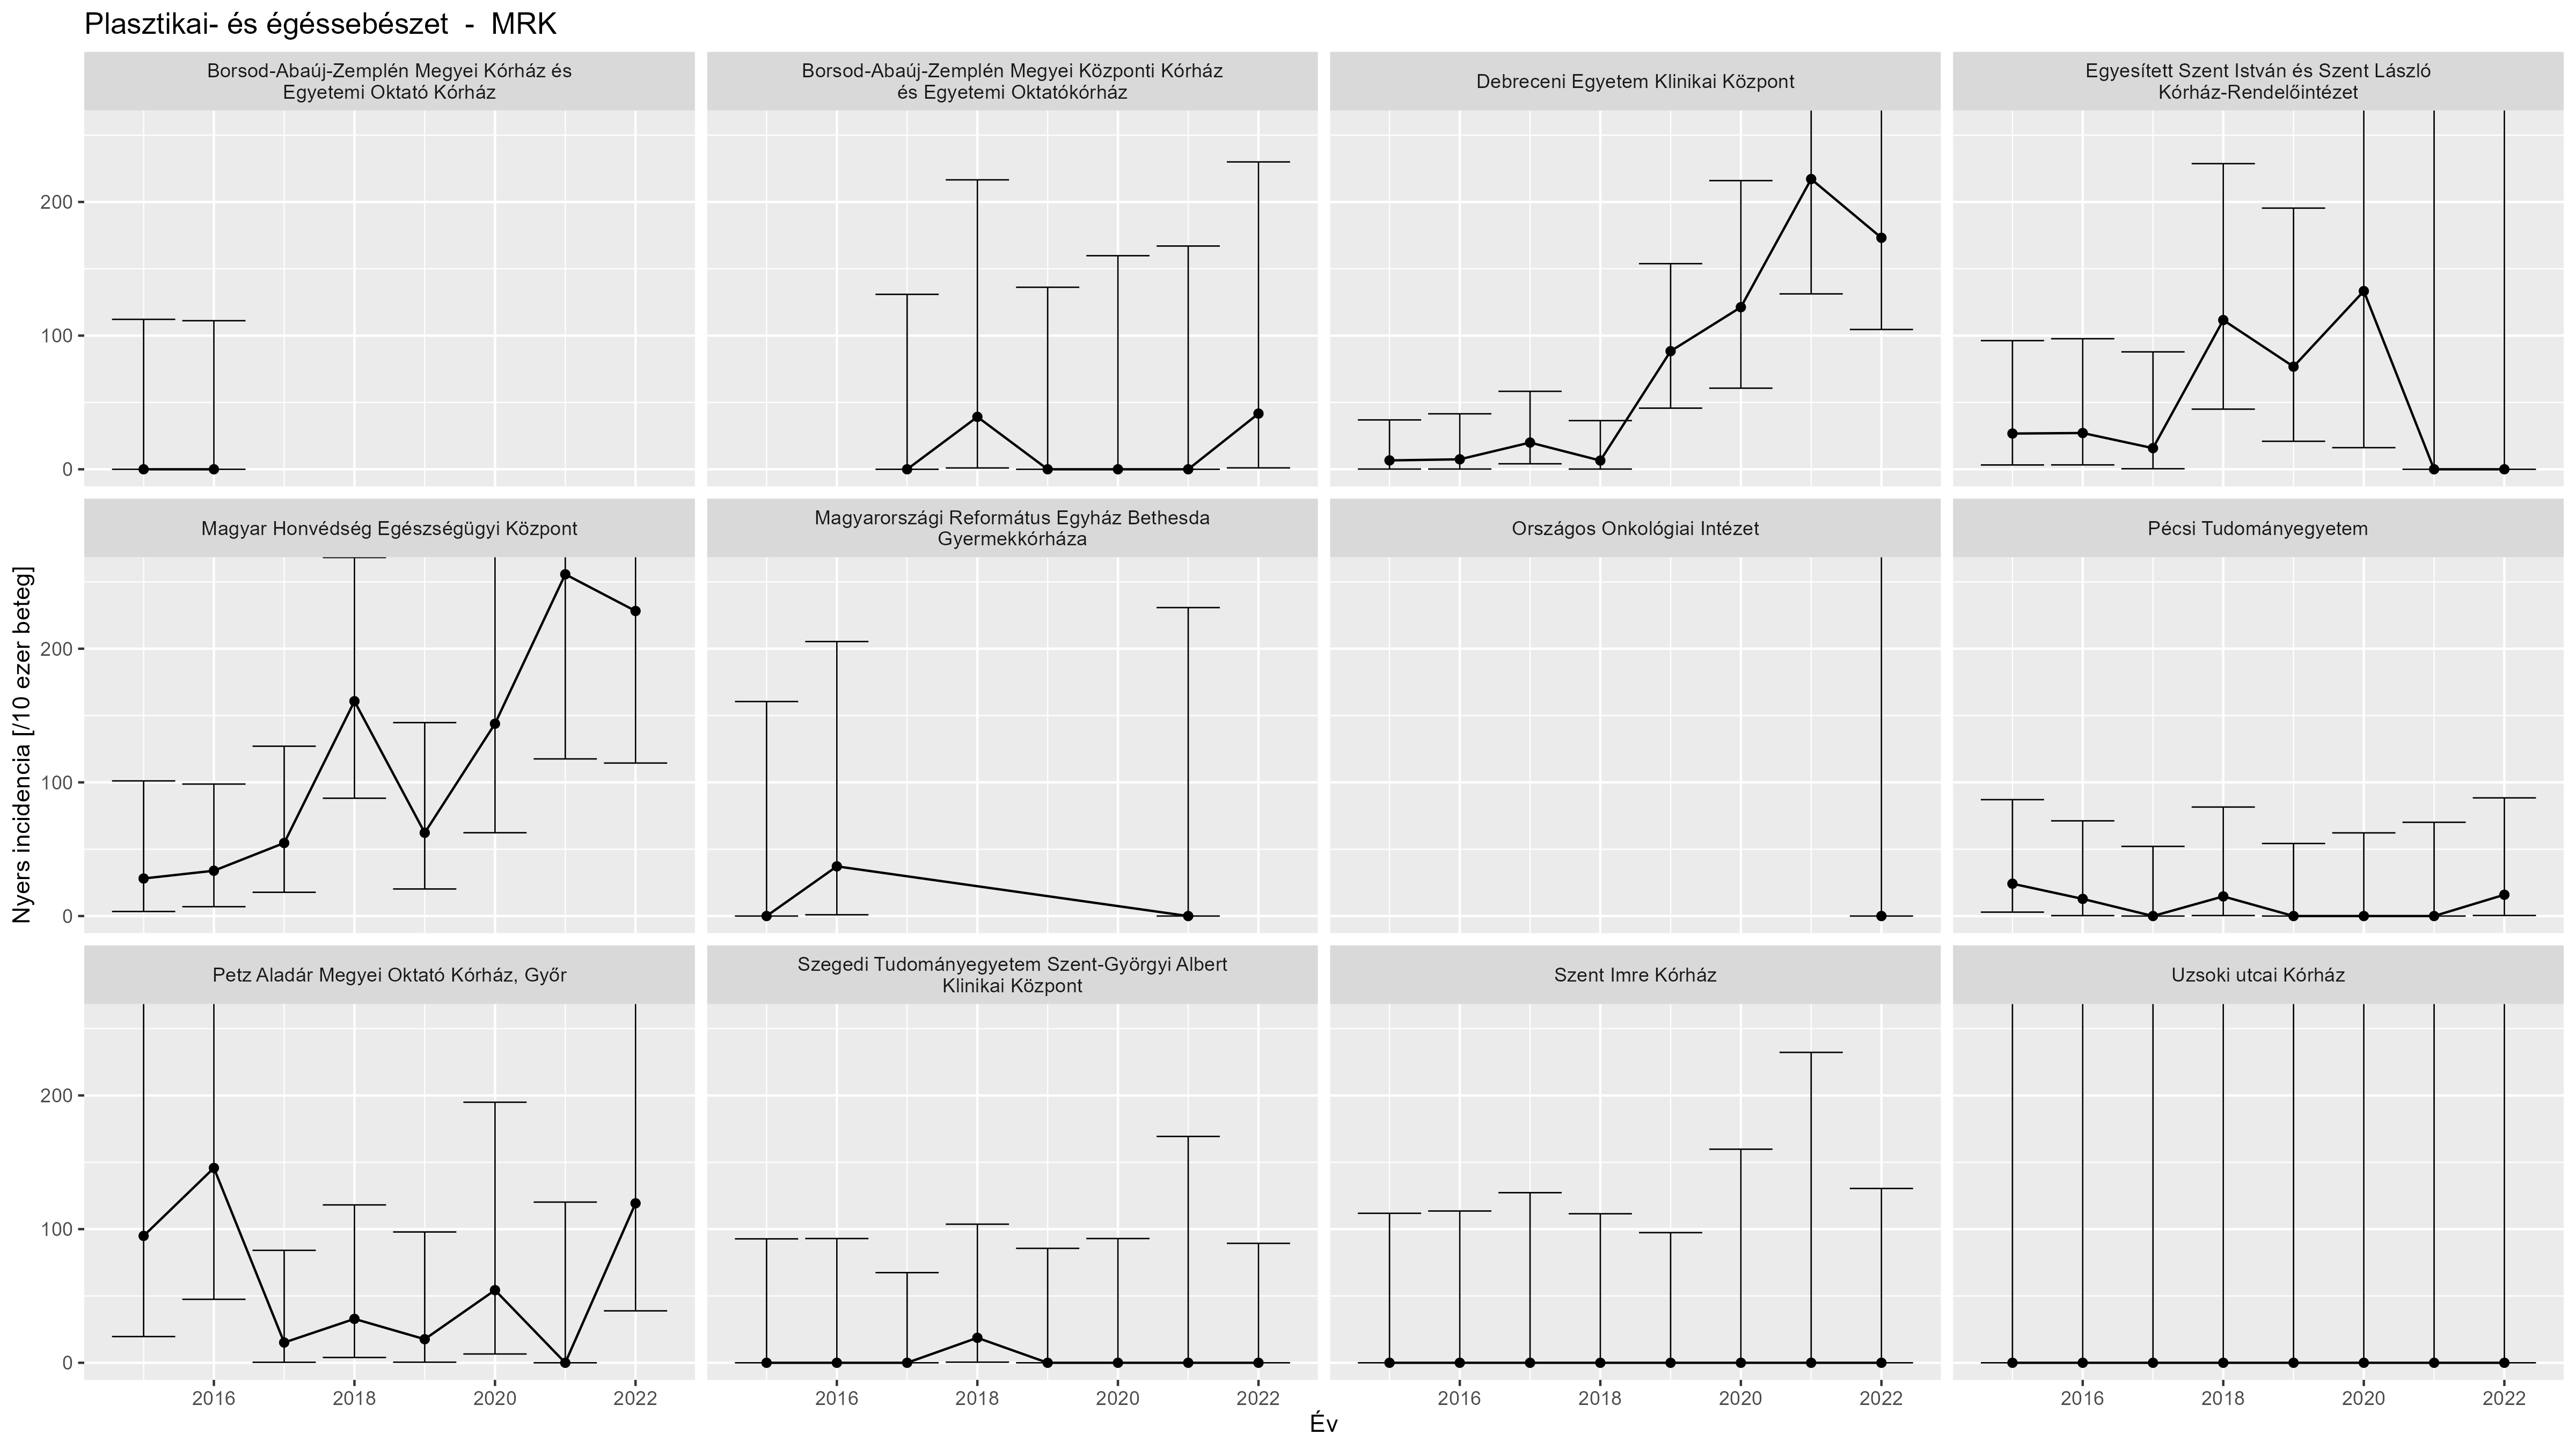 Plasztikai- és égéssebészet  -  MRK
Borsod-Abaúj-Zemplén Megyei Kórház és
Egyetemi Oktató Kórház
Borsod-Abaúj-Zemplén Megyei Központi Kórház
és Egyetemi Oktatókórház
Debreceni Egyetem Klinikai Központ
Egyesített Szent István és Szent László
Kórház-Rendelőintézet
200
100
0
Magyar Honvédség Egészségügyi Központ
Magyarországi Református Egyház Bethesda
Gyermekkórháza
Országos Onkológiai Intézet
Pécsi Tudományegyetem
Nyers incidencia [/10 ezer beteg]
200
100
0
Petz Aladár Megyei Oktató Kórház, Győr
Szegedi Tudományegyetem Szent-Györgyi Albert
Klinikai Központ
Szent Imre Kórház
Uzsoki utcai Kórház
200
100
0
2016 2018 2020 2022
2016 2018 2020 2022
2016 2018 2020 2022
2016 2018 2020 2022
Év